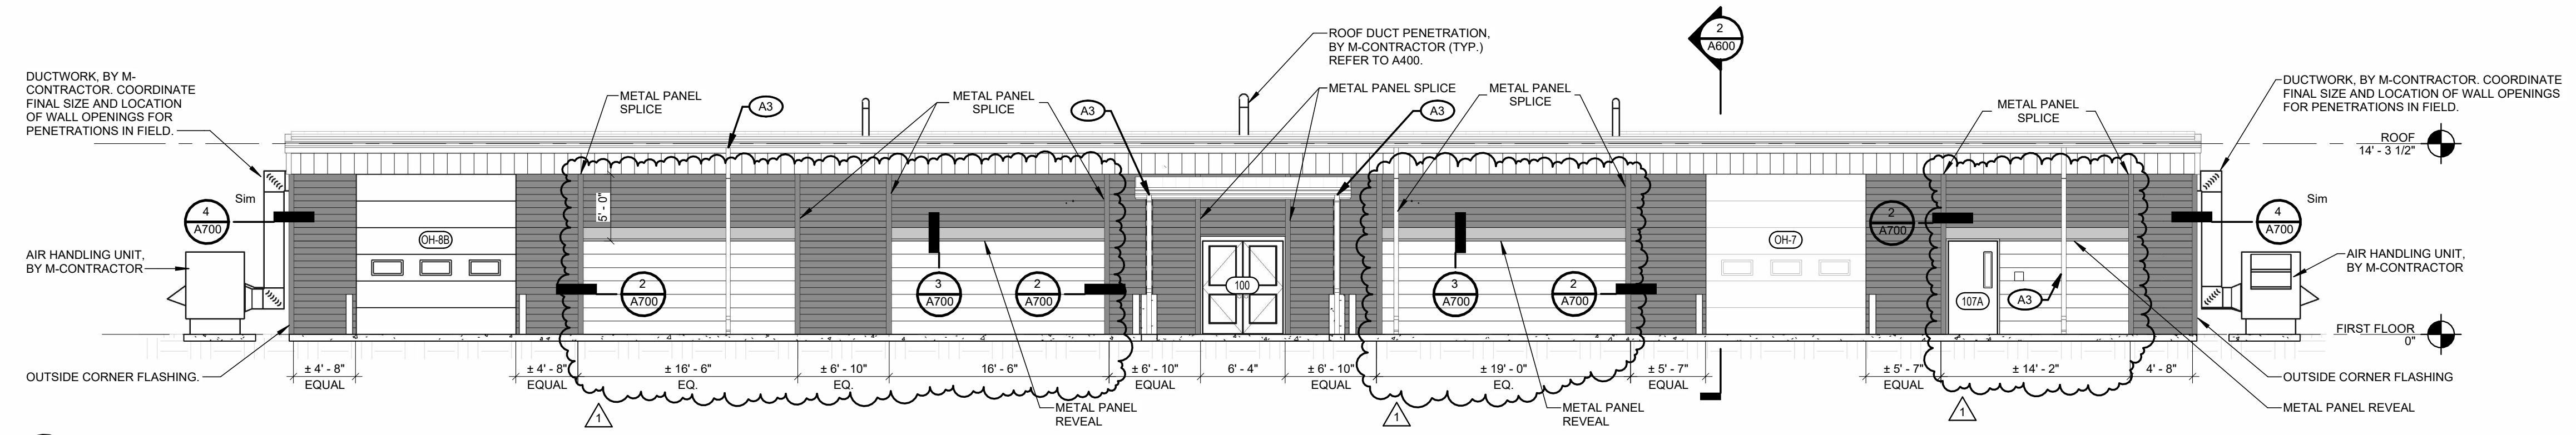 DUCTWORK, BY M-
CONTRACTOR. COORDINATE
FINAL SIZE AND LOCATION
OF WALL OPENINGS FOR
PENETRATIONS IN FIELD.
Sim
4
A700
AIR HANDLING UNIT,
BY M-CONTRACTOR
OUTSIDE CORNER FLASHING.
OH-8B
METAL PANEL
SPLICE
A3
5' - 0"
2
A700
METAL PANEL
SPLICE
3
A700
2
A700
A3
ROOF DUCT PENETRATION,
BY M-CONTRACTOR (TYP.)
REFER TO A400.
METAL PANEL SPLICE
A3
100
METAL PANEL
SPLICE
3
A700
2
A700
2
A600
OH-7
2
A700
METAL PANEL
SPLICE
107A
A3
DUCTWORK, BY M-CONTRACTOR. COORDINATE
FINAL SIZE AND LOCATION OF WALL OPENINGS
FOR PENETRATIONS IN FIELD.
ROOF
14' - 3 1/2"
Sim
4
A700
AIR HANDLING UNIT,
BY M-CONTRACTOR
FIRST FLOOR
0"
OUTSIDE CORNER FLASHING
METAL PANEL REVEAL
± 4' - 8"
EQUAL
± 4' - 8"
EQUAL
± 16' - 6"
EQ.
± 6' - 10"
EQ.
16' - 6"
± 6' - 10"
EQUAL
6' - 4"
± 6' - 10"
EQUAL
± 19' - 0"
EQ.
± 5' - 7"
EQUAL
± 5' - 7"
EQUAL
± 14' - 2"
4' - 8"
1
METAL PANEL
REVEAL
1
METAL PANEL
REVEAL
1